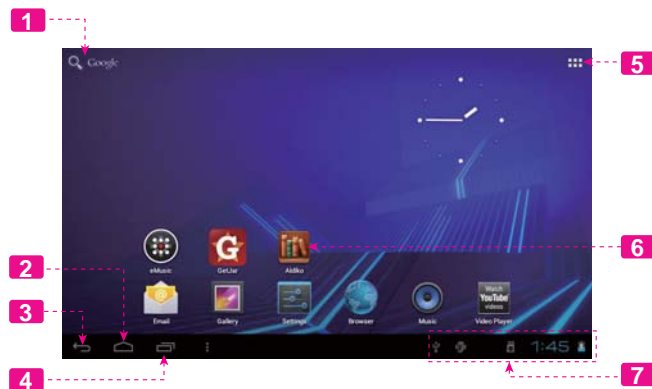 1
Google
5
eMusic
GetJar
Aldiko
6
2
Watch
YouTube
videos
Email
Gallery
Settings
Browser
Music
Video Player
3
1:45
4
7